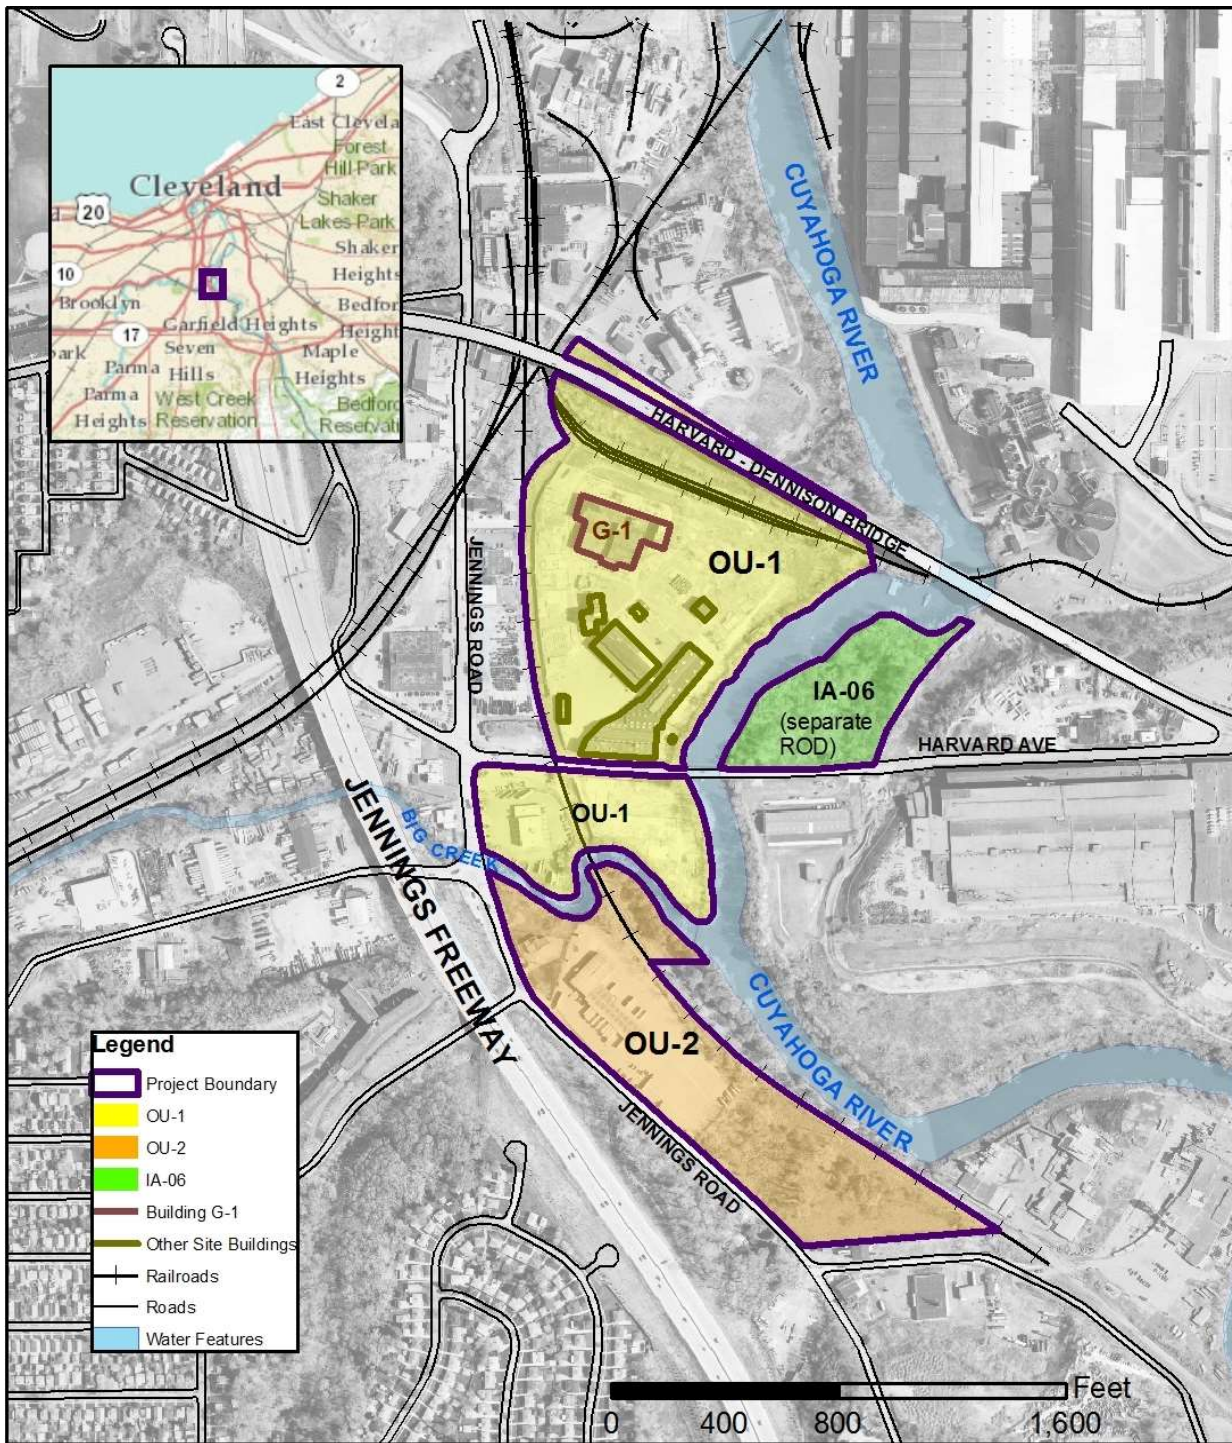 2
East Clevela
Forest
Hill Park
Cleveland
Shaker
Lakes Park
20
Shaker
Heights
10
Brooklyn
Bedfor
Garfield Heights
Height
17
Seven
Hills
Maple
Heights
Parma
Parma
Heights
West Creek
Reservation
Bedford
Reservati
CUYAHOGA RIVER
HARVARD - DENNISON BRIDGE
G-1
OU-1
JENNINGS ROAD
IA-06
(separate
ROD)
HARVARD AVE
OU-1
BIG CREEK
JENNINGS FREEWAY
CUYAHOGA RIVER
OU-2
JENNINGS ROAD
Legend
Project Boundary
OU-1
OU-2
IA-06
Building G-1
Other Site Buildings
Railroads
Roads
Water Features
Feet
0 400 800 1,600